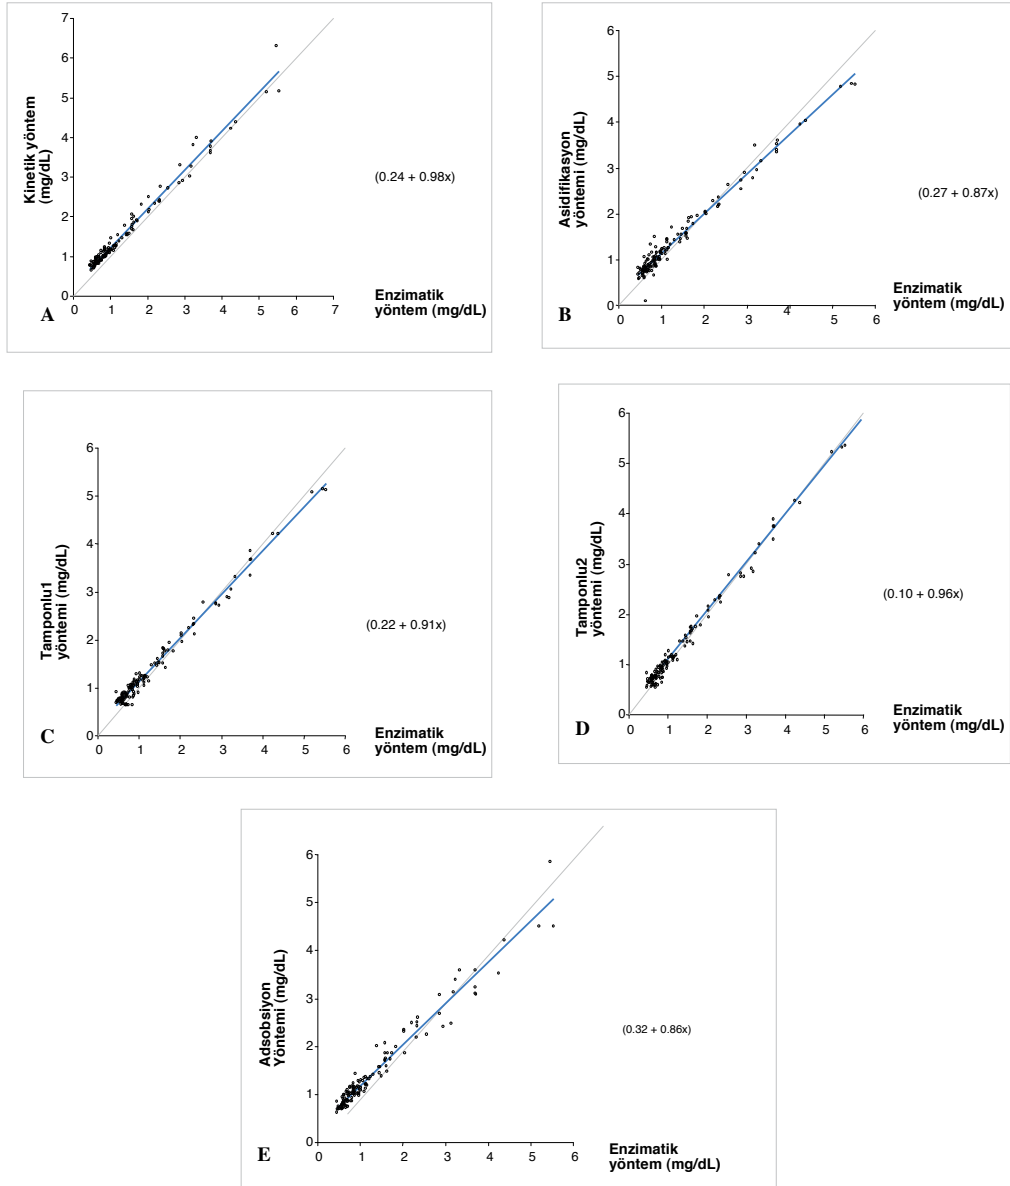 7
6
5
4
3
2
1
0
Kinetik yöntem
(mg/dL)
(0.24 + 0.98x)
0 1 2 3 4 5 6 7
Enzimatik
yöntem (mg/dL)
A
6
5
4
3
2
1
0
Asidifikasyon
yöntemi (mg/dL)
(0.27 + 0.87x)
0 1 2 3 4 5 6
Enzimatik
yöntem (mg/dL)
B
6
5
4
3
2
1
0
Tamponlu1
yöntemi (mg/dL)
(0.22 + 0.91x)
0 1 2 3 4 5 6
Enzimatik
yöntem (mg/dL)
C
6
5
4
3
2
1
0
Tamponlu2
yöntemi (mg/dL)
(0.10 + 0.96x)
0 1 2 3 4 5 6
Enzimatik
yöntem (mg/dL)
D
6
5
4
3
2
1
0
Adsobsiyon
Yöntemi (mg/dL)
(0.32 + 0.86x)
0 1 2 3 4 5 6
Enzimatik
yöntem (mg/dL)
E